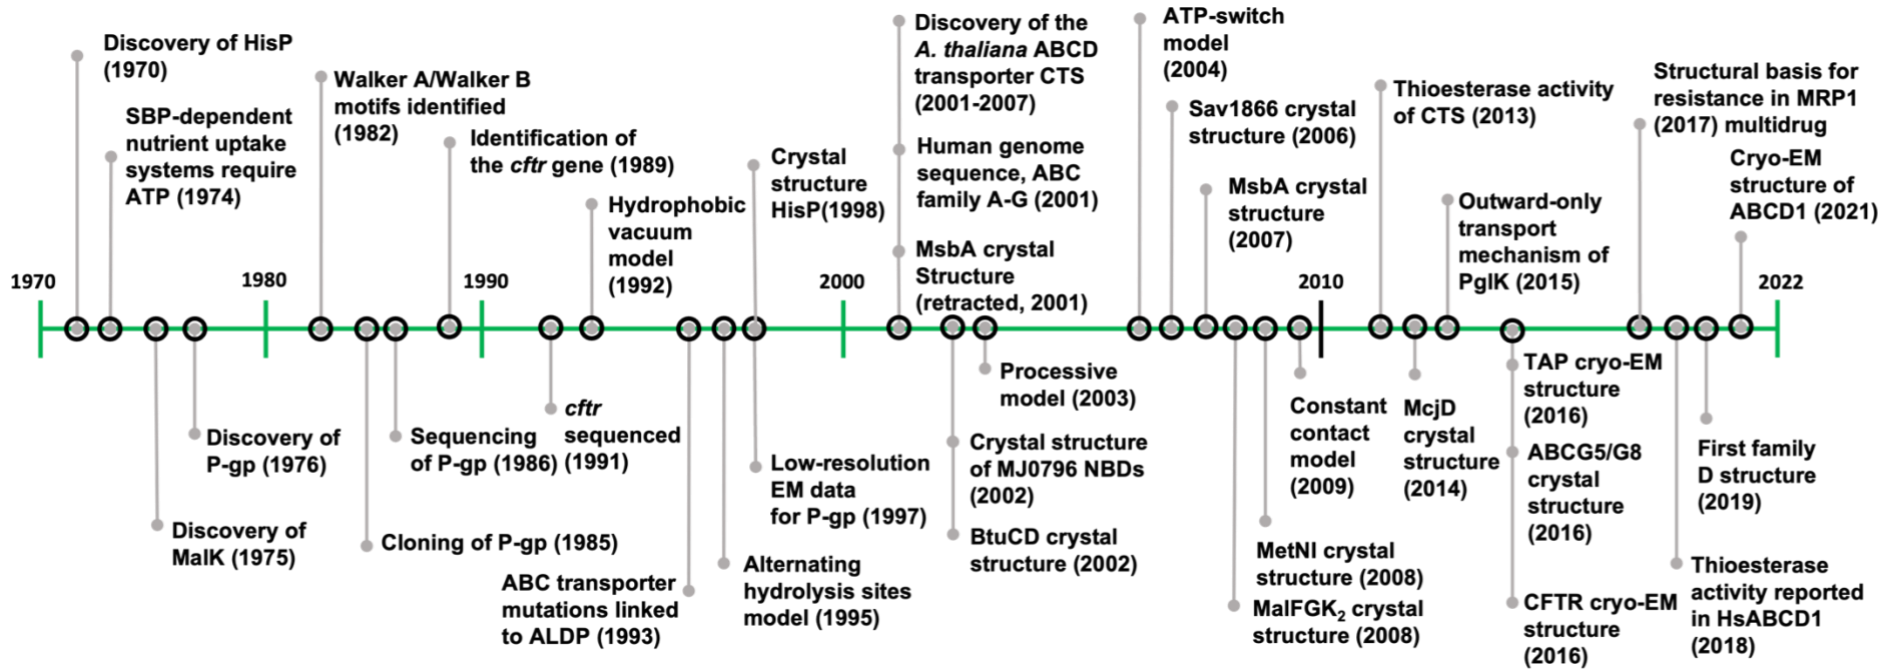 Discovery of HisP
(1970)
SBP-dependent
nutrient uptake
systems require
ATP (1974)
Walker A/Walker B
motifs identified
(1982)
Identification of
the cftr gene (1989)
Hydrophobic
vacuum
model
(1992)
Crystal
structure
HisP(1998)
Discovery of the
A. thaliana ABCD
transporter CTS
(2001-2007)
Human genome
sequence, ABC
family A-G (2001)
MsbA crystal
Structure
(retracted, 2001)
ATP-switch
model
(2004)
Sav1866 crystal
structure (2006)
MsbA crystal
structure
(2007)
Thioesterase activity
of CTS (2013)
Outward-only
transport
mechanism of
PglK (2015)
Structural basis for
resistance in MRP1
(2017) multidrug
Cryo-EM
structure of
ABCD1 (2021)
1970
1980
1990
2000
2010
2022
Discovery of
MalK (1975)
Discovery of
P-gp (1976)
Cloning of P-gp (1985)
Sequencing
of P-gp (1986)
cftr
sequenced
(1991)
ABC transporter
mutations linked
to ALDP (1993)
Alternating
hydrolysis sites
model (1995)
Low-resolution
EM data
for P-gp (1997)
Processive
model (2003)
Crystal structure
of MJ0796 NBDs
(2002)
BtuCD crystal
structure (2002)
Constant
contact
model
(2009)
MetNI crystal
structure (2008)
MalFGK₂ crystal
structure (2008)
McjD
crystal
structure
(2014)
TAP cryo-EM
structure
(2016)
ABCG5/G8
crystal
structure
(2016)
CFTR cryo-EM
structure
(2016)
First family
D structure
(2019)
Thioesterase
activity reported
in HsABCD1
(2018)